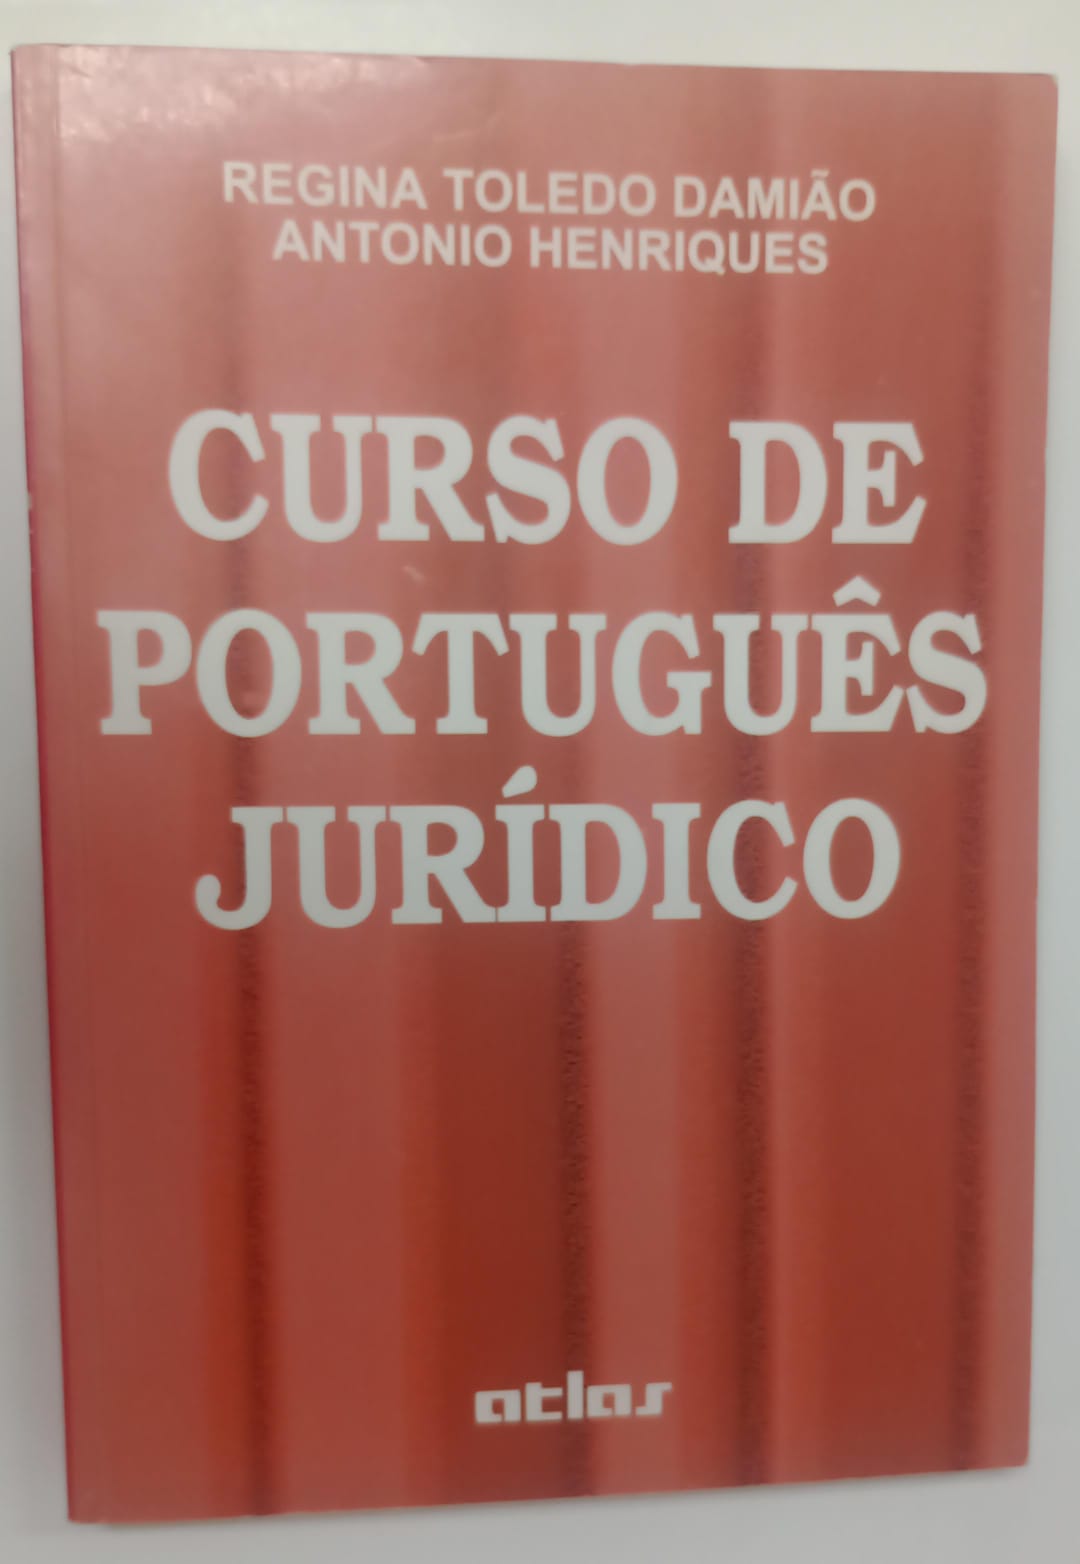 REGINA TOLEDO DAMIÃO
ANTONIO HENRIQUES
CURSO DE
PORTUGUÊS
JURÍDICO
atlas